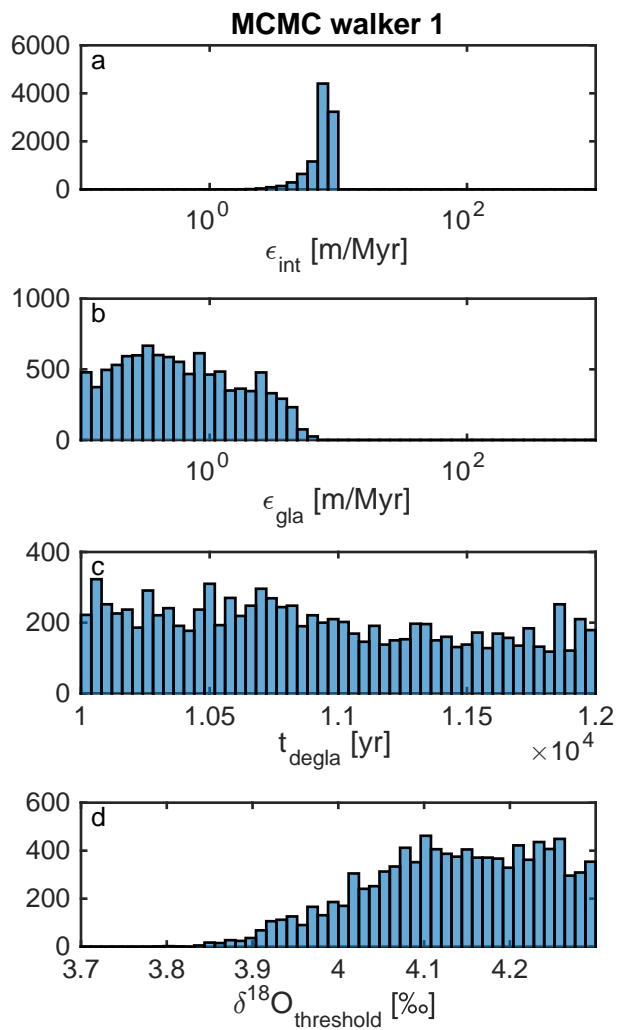 MCMC walker 1
a
6000
4000
2000
0
10^0 10^2
ϵ_int [m/Myr]
b
1000
500
0
10^0 10^2
ϵ_gla [m/Myr]
c
400
200
0
1 1.05 1.1 1.15 1.2
t_degla [yr] ×10^4
d
600
400
200
0
3.7 3.8 3.9 4 4.1 4.2
δ^18O_threshold [‰]